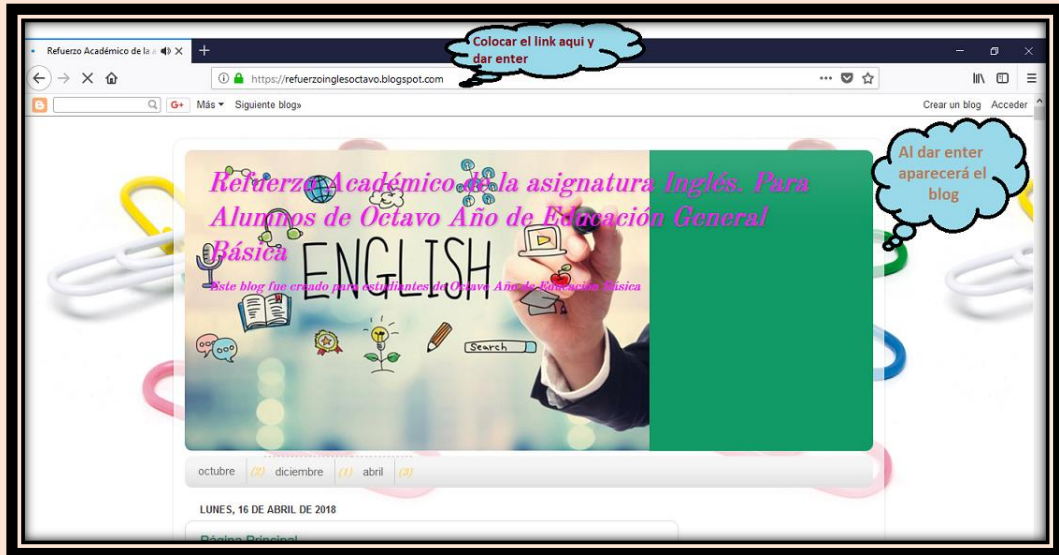 Colocar el link aqui y
dar enter
Refuerzo Académico de la a
https://refuerzoinglesoctavo.blogspot.com
G+ Más Siguiente blog»
Crear un blog Acceder
Al dar enter
aparecerá el
blog
Refuerzo Académico de la asignatura Inglés. Para
Alumnos de Octavo Año de Educación General
Básica
Este blog fue creado para estudiantes de Octavo Año de Educación Básica
ENGLISH
Search
octubre (2) diciembre (1) abril (3)
LUNES, 16 DE ABRIL DE 2018
Página Principal